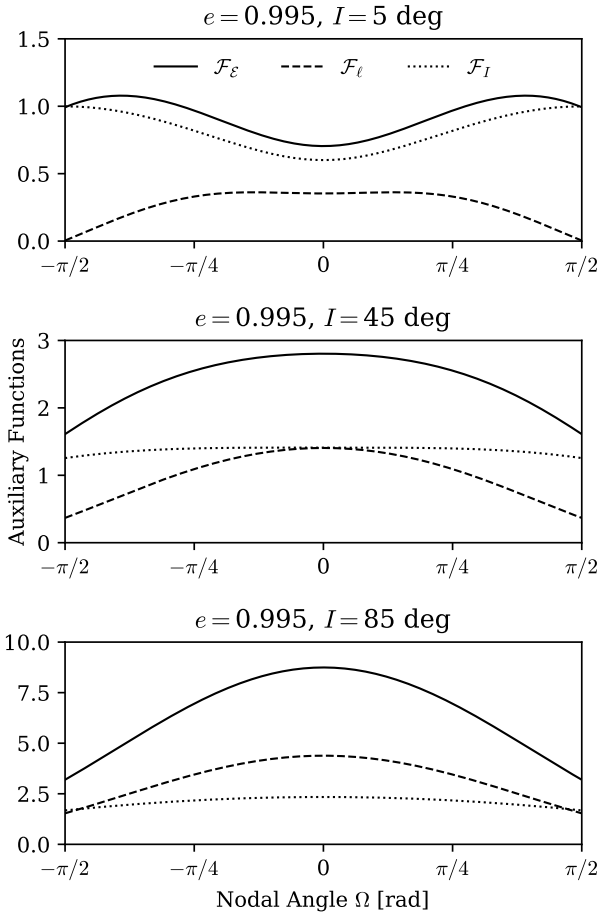 e = 0.995, I = 5 deg
1.5
ℱ_ℰ ℱ_ℓ ℱ_I
1.0
0.5
0.0
−π/2 −π/4 0 π/4 π/2
e = 0.995, I = 45 deg
3
2
1
0
Auxiliary Functions
−π/2 −π/4 0 π/4 π/2
e = 0.995, I = 85 deg
10.0
7.5
5.0
2.5
0.0
−π/2 −π/4 0 π/4 π/2
Nodal Angle Ω [rad]